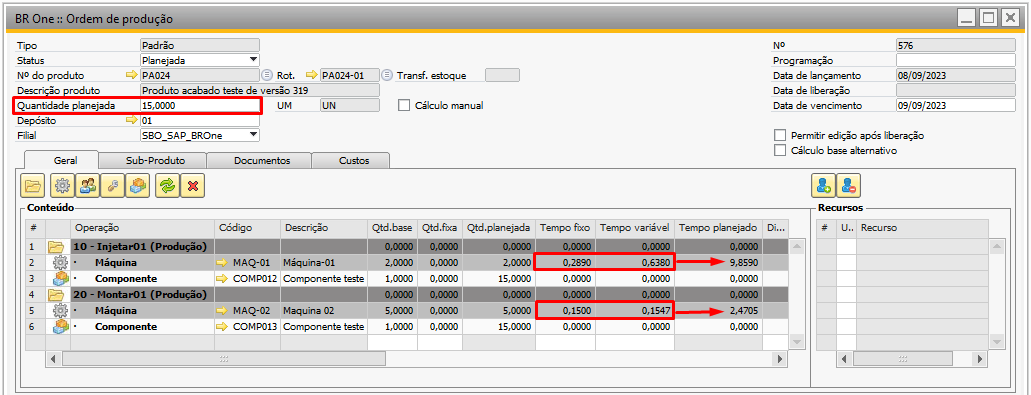 BR One :: Ordem de produção
Tipo Padrão Nº 576
Status Planejada Programação
Nº do produto PA024 Rot. PA024-01 Transf. estoque Data de lançamento 08/09/2023
Descrição produto Produto acabado teste de versão 319 Data de liberação
Quantidade planejada 15,0000 UM UN Cálculo manual Data de vencimento 09/09/2023
Depósito 01
Filial SBO_SAP_BROne Permitir edição após liberação
Cálculo base alternativo
Geral Sub-Produto Documentos Custos
Conteúdo Recursos
# Operação Código Descrição Qtd.base Qtd.fixa Qtd.planejada Tempo fixo Tempo variável Tempo planejado Di... # U.. Recurso
1 10 - Injetar01 (Produção) 0,0000 0,0000 0,0000 0,0000 0,0000 0,0000
2 · Máquina MAQ-01 Máquina-01 2,0000 0,0000 2,0000 0,2890 0,6380 9,8590
3 · Componente COMP012 Componente teste 1,0000 0,0000 15,0000 0,0000 0,0000 0,0000
4 20 - Montar01 (Produção) 0,0000 0,0000 0,0000 0,0000 0,0000 0,0000
5 · Máquina MAQ-02 Maquina 02 5,0000 0,0000 5,0000 0,1500 0,1547 2,4705
6 · Componente COMP013 Componente teste 1,0000 0,0000 15,0000 0,0000 0,0000 0,0000